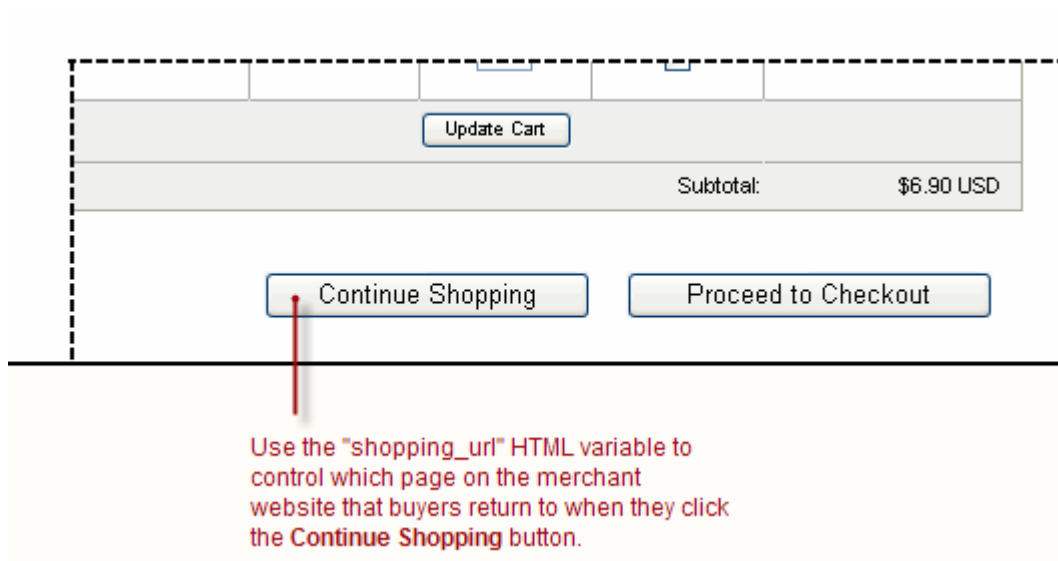 Update Cart
Subtotal: $6.90 USD
Continue Shopping Proceed to Checkout
Use the "shopping_url" HTML variable to
control which page on the merchant
website that buyers return to when they click
the Continue Shopping button.